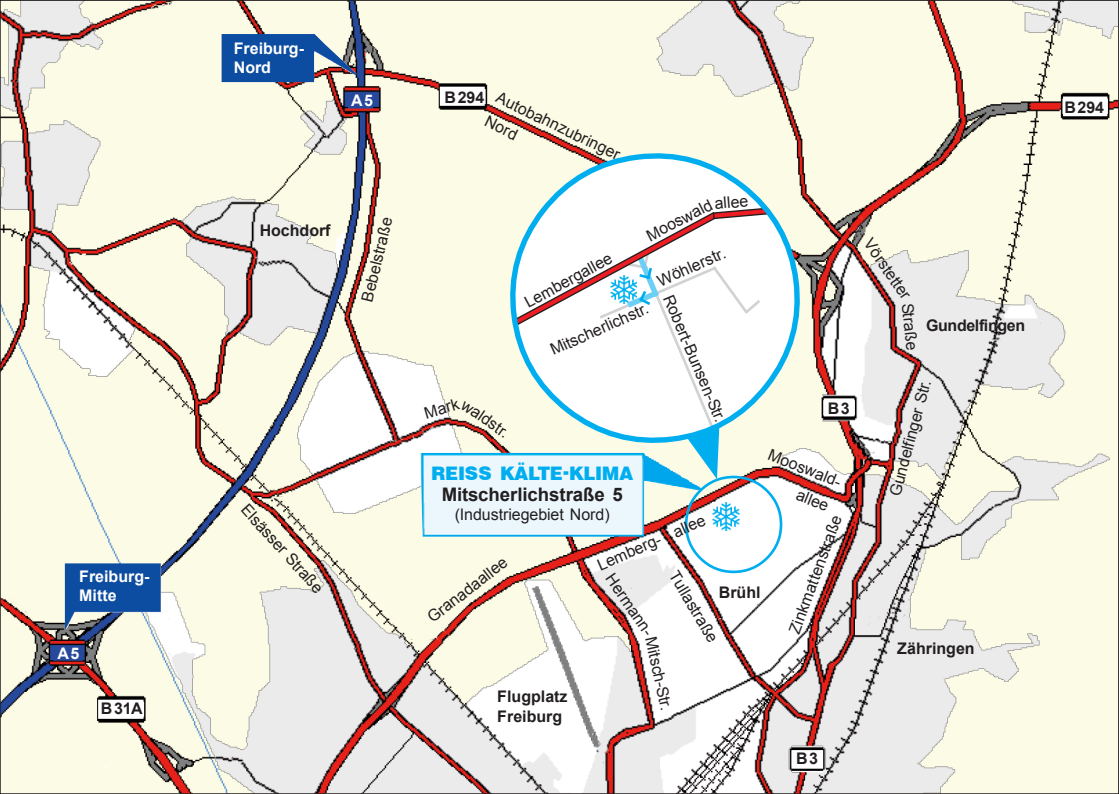 Freiburg-
Nord
A5
B294
Autobahnzubringer
Nord
B294
Hochdorf
Bebelstraße
Mooswaldallee
Lembergallee
Wöhlerstr.
Mitscherlichstr.
Robert-Bunsen-Str.
Vörstetter Straße
Gundelfingen
B3
Gundelfinger Str.
Markwaldstr.
REISS KÄLTE-KLIMA
Mitscherlichstraße 5
(Industriegebiet Nord)
Mooswald-
allee
Elsässer Straße
Lemberg-
allee
Granadaallee
Zinkmattenstraße
Freiburg-
Mitte
A5
B31A
Hermann-Mitsch-Str.
Tullastraße
Brühl
Zähringen
Flugplatz
Freiburg
B3